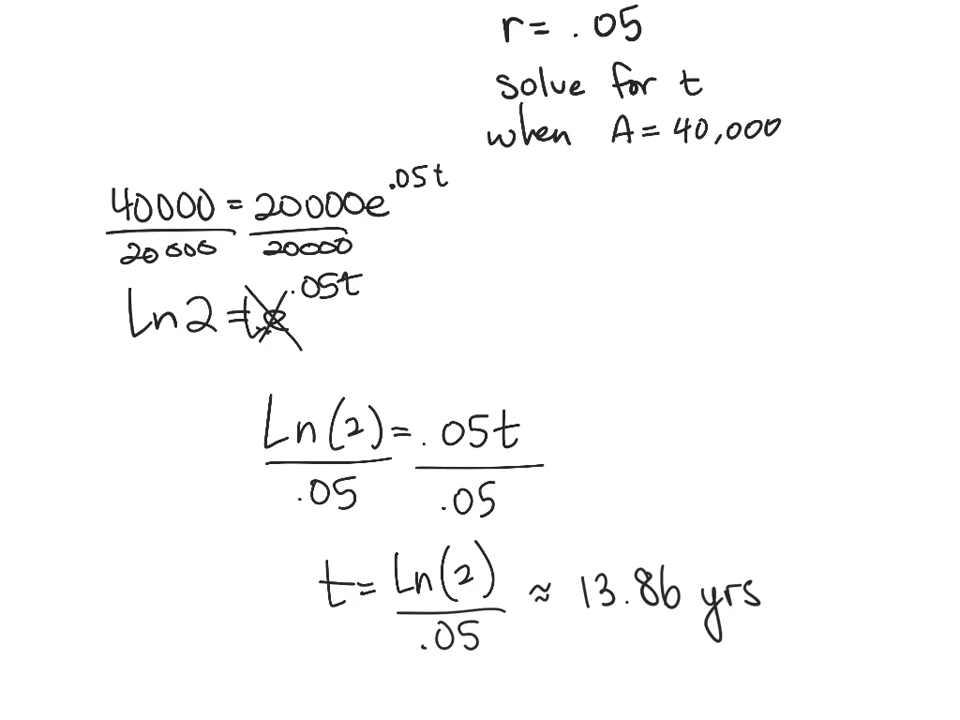 r = .05
solve for t
when A = 40,000
40000 = 20000e^.05t
20000 20000
Ln2 = Lne^.05t
Ln(2) = .05t
.05 .05
t = Ln(2) ≈ 13.86 yrs
.05